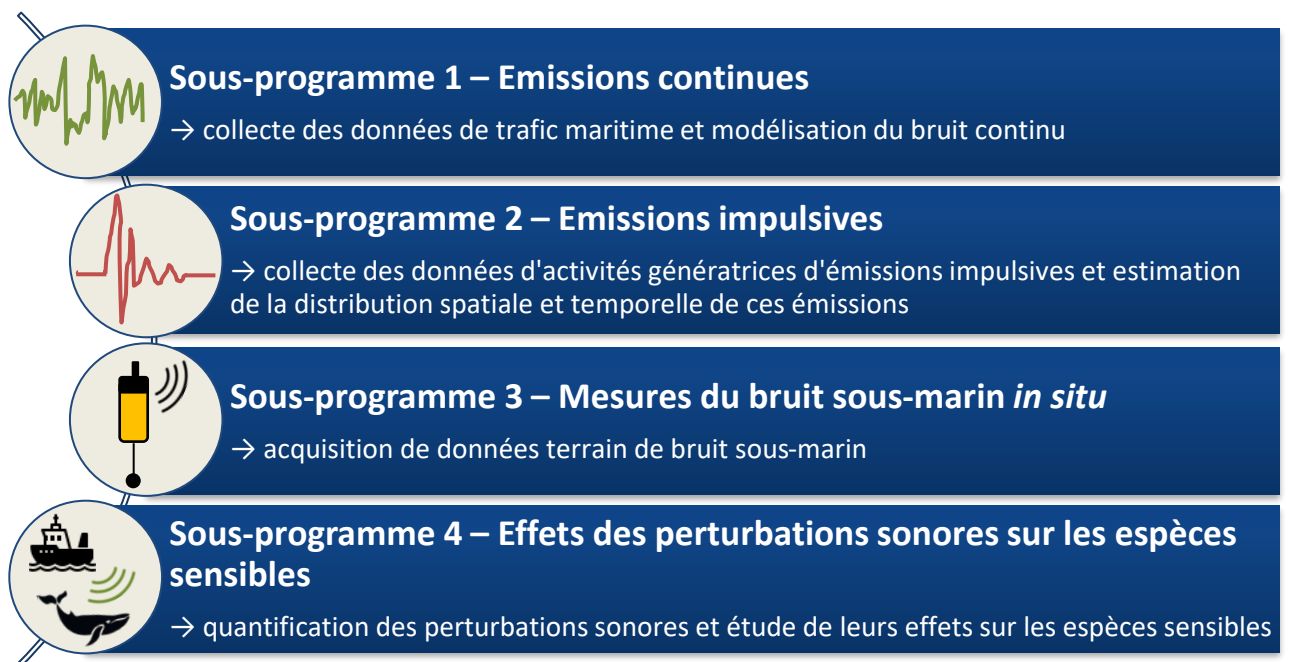 Sous-programme 1 – Emissions continues
→ collecte des données de trafic maritime et modélisation du bruit continu
Sous-programme 2 – Emissions impulsives
→ collecte des données d'activités génératrices d'émissions impulsives et estimation
de la distribution spatiale et temporelle de ces émissions
Sous-programme 3 – Mesures du bruit sous-marin in situ
→ acquisition de données terrain de bruit sous-marin
Sous-programme 4 – Effets des perturbations sonores sur les espèces
sensibles
→ quantification des perturbations sonores et étude de leurs effets sur les espèces sensibles